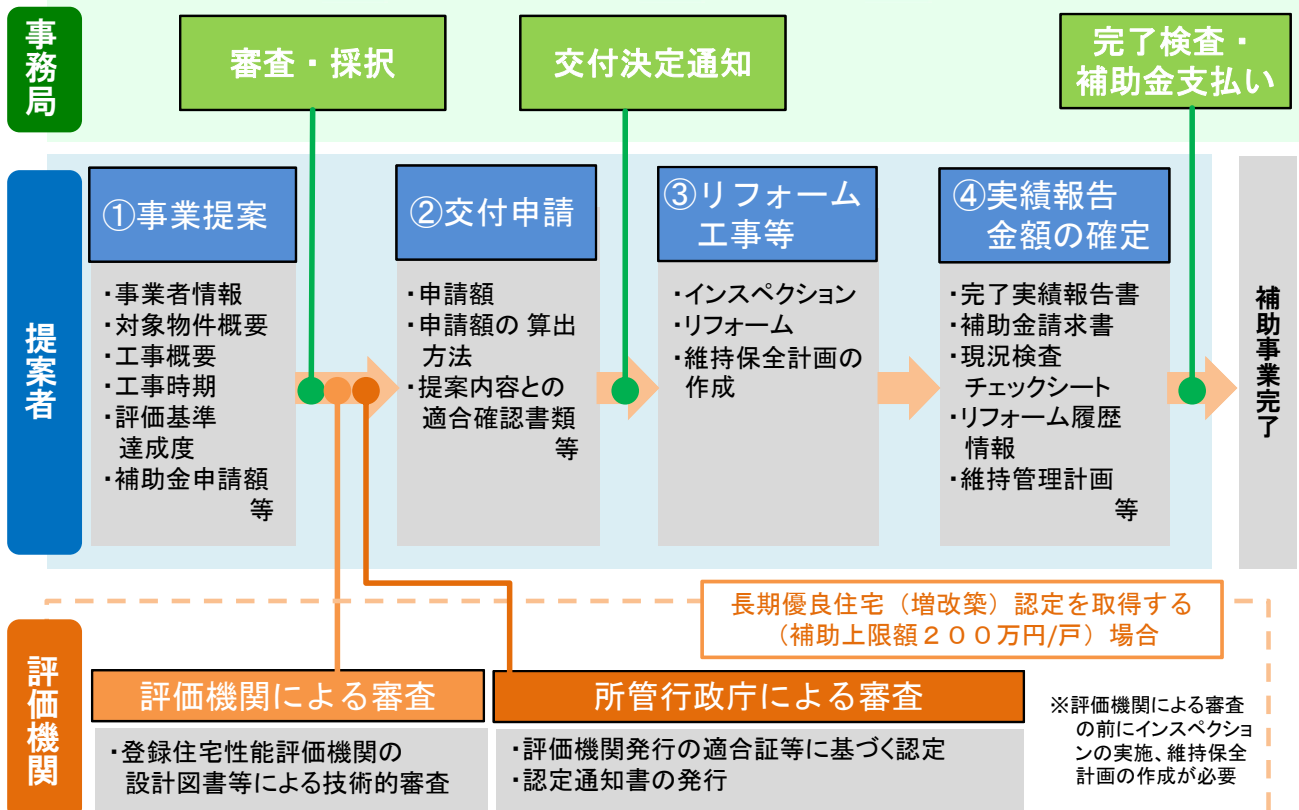 事務局
審査・採択
交付決定通知
完了検査・
補助金支払い
提案者
①事業提案
・事業者情報
・対象物件概要
・工事概要
・工事時期
・評価基準
達成度
・補助金申請額
等
②交付申請
・申請額
・申請額の 算出
方法
・提案内容との
適合確認書類
等
③リフォーム
工事等
・インスペクション
・リフォーム
・維持保全計画の
作成
④実績報告
金額の確定
・完了実績報告書
・補助金請求書
・現況検査
チェックシート
・リフォーム履歴
情報
・維持管理計画
等
補助事業完了
長期優良住宅（増改築）認定を取得する
（補助上限額２００万円/戸）場合
評価機関
評価機関による審査
・登録住宅性能評価機関の
設計図書等による技術的審査
所管行政庁による審査
・評価機関発行の適合証等に基づく認定
・認定通知書の発行
※評価機関による審査
の前にインスペクショ
ンの実施、維持保全
計画の作成が必要